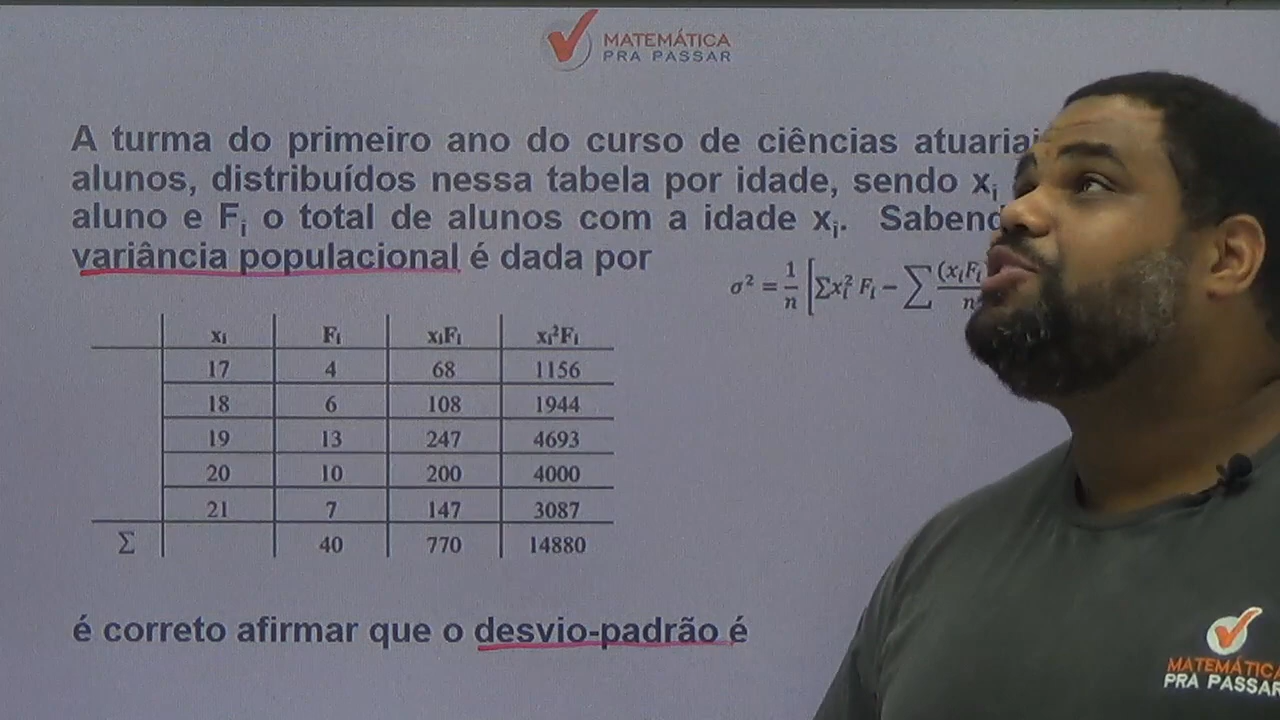 MATEMÁTICA
PRA PASSAR
A turma do primeiro ano do curso de ciências
alunos, distribuídos nessa tabela por idade, sendo xᵢ
aluno e Fᵢ o total de alunos com a idade xᵢ.
variância populacional é dada por
σ² = 1/n [∑xᵢ² Fᵢ – ∑ (xᵢFᵢ
xᵢ Fᵢ xᵢFᵢ xᵢ²Fᵢ
17 4 68 1156
18 6 108 1944
19 13 247 4693
20 10 200 4000
21 7 147 3087
Σ 40 770 14880
é correto afirmar que o desvio-padrão é
MATEMÁTICA
PRA PASSAR